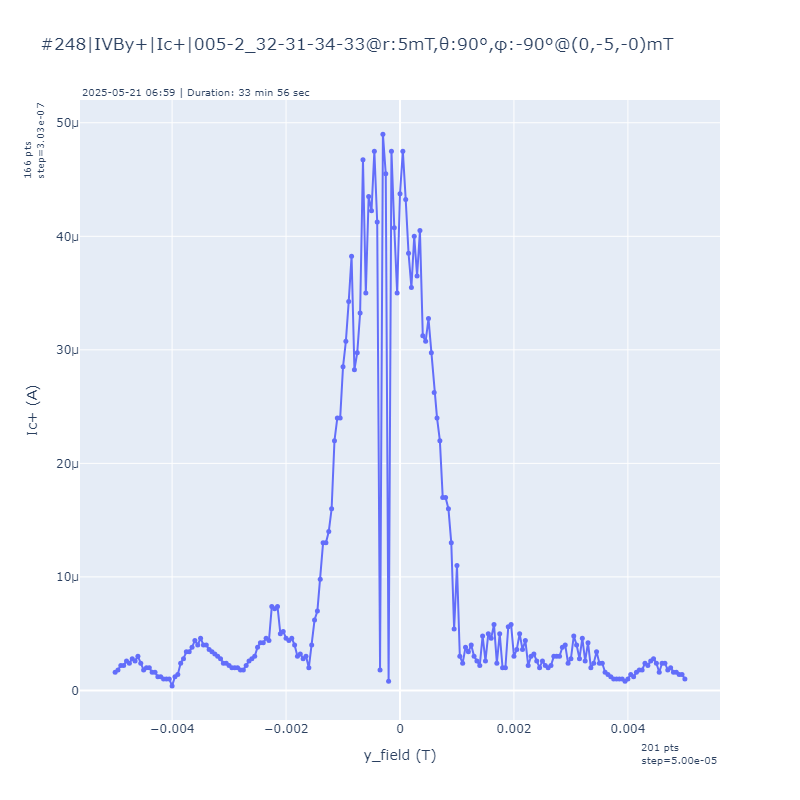 #248|IVBy+|Ic+|005-2_32-31-34-33@r:5mT,θ:90º,φ:-90º@(0,-5,-0)mT
2025-05-21 06:59 | Duration: 33 min 56 sec
166 pts
step=3.03e-07
50μ
40μ
30μ
20μ
10μ
0
Ic+ (A)
−0.004
−0.002
0
0.002
0.004
y_field (T)
201 pts
step=5.00e-05